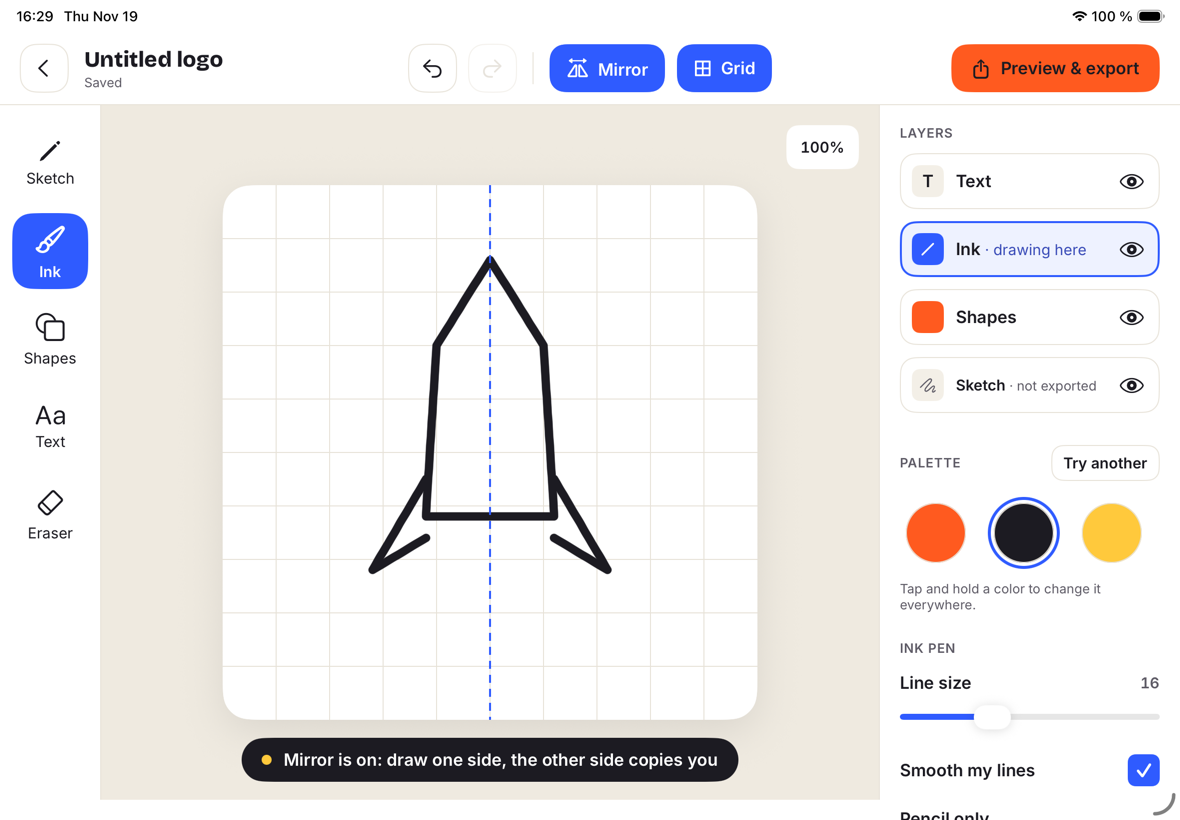 16:29 Thu Nov 19
100 %
Untitled logo
Saved
Mirror
Grid
Preview & export
Sketch
Ink
Shapes
Aa
Text
Eraser
100%
Mirror is on: draw one side, the other side copies you
LAYERS
T Text
Ink · drawing here
Shapes
Sketch · not exported
PALETTE
Try another
Tap and hold a color to change it
everywhere.
INK PEN
Line size 16
Smooth my lines
Pencil only